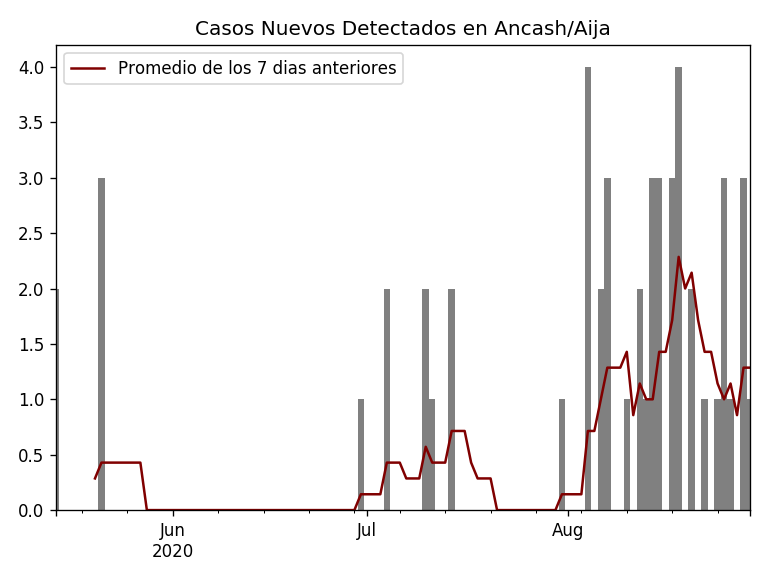 Casos Nuevos Detectados en Ancash/Aija
Promedio de los 7 dias anteriores
4.0
3.5
3.0
2.5
2.0
1.5
1.0
0.5
0.0
Jun
2020
Jul
Aug